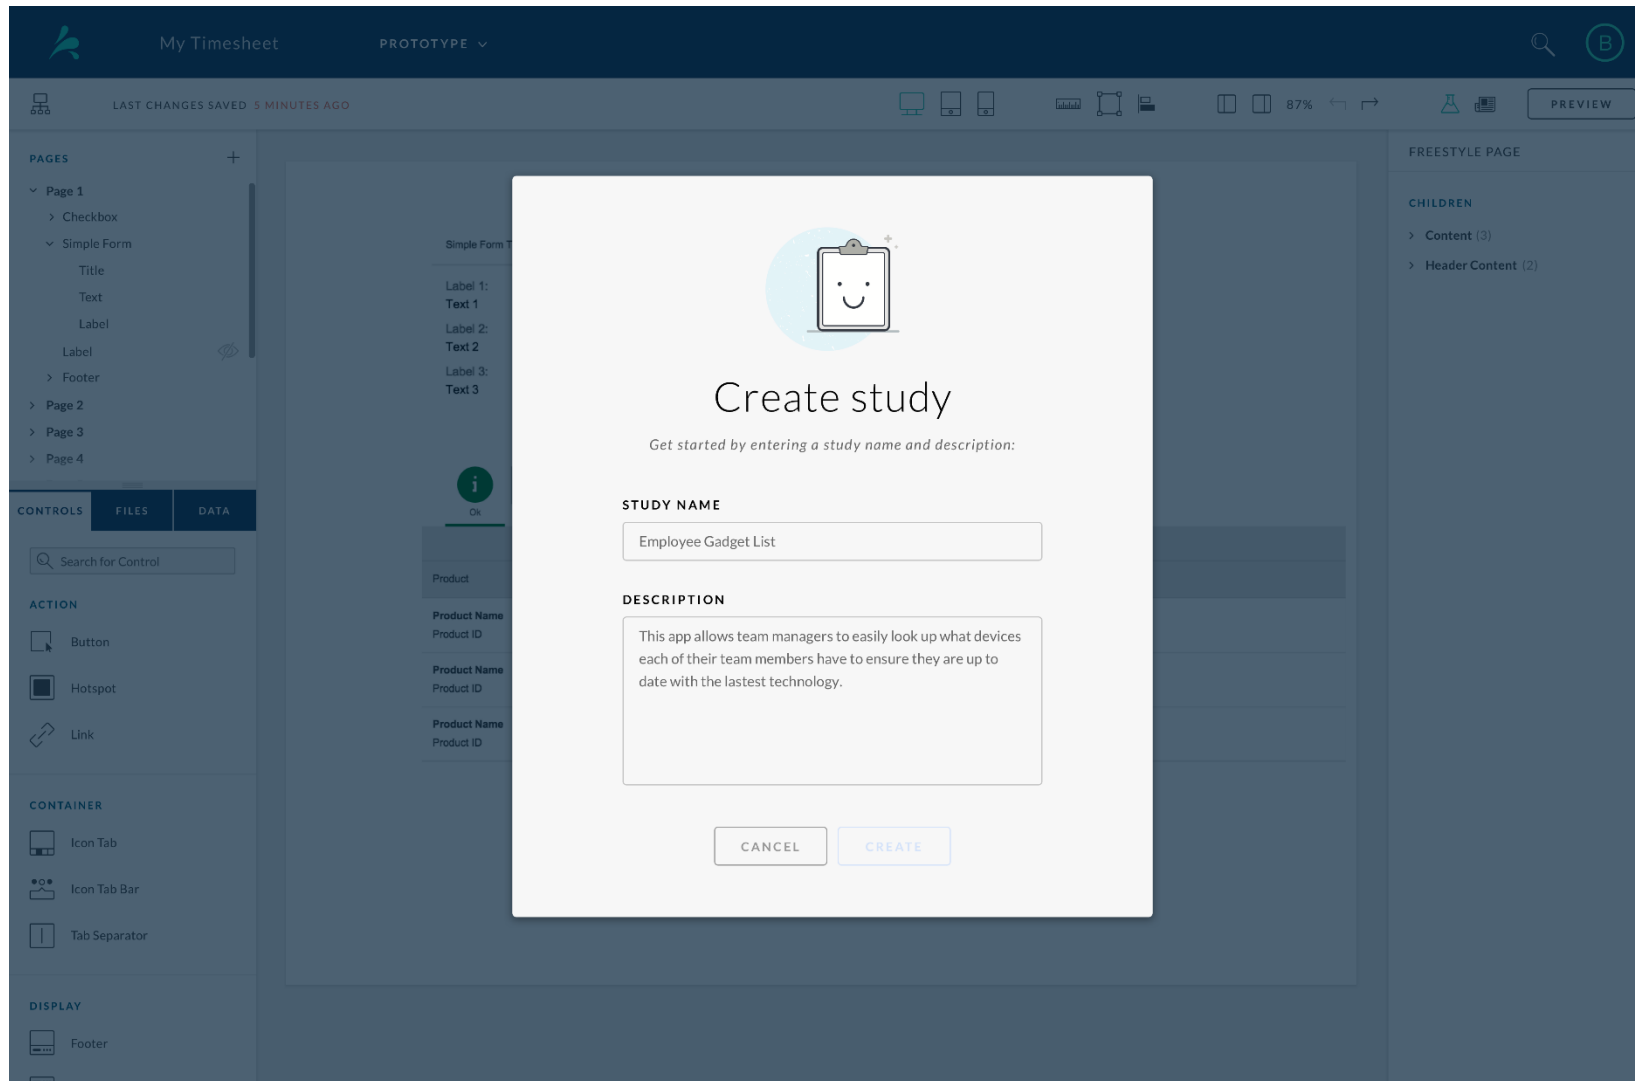 My Timesheet
PROTOTYPE
B
LAST CHANGES SAVED 5 MINUTES AGO
87%
PREVIEW
PAGES
Page 1
Checkbox
Simple Form
Title
Text
Label
Label
Footer
Page 2
Page 3
Page 4
CONTROLS
FILES
DATA
Search for Control
ACTION
Button
Hotspot
Link
CONTAINER
Icon Tab
Icon Tab Bar
Tab Separator
DISPLAY
Footer
Simple Form T
Label 1:
Text 1
Label 2:
Text 2
Label 3:
Text 3
i
Ok
Product
Product Name
Product ID
Product Name
Product ID
Product Name
Product ID
Create study
Get started by entering a study name and description:
STUDY NAME
Employee Gadget List
DESCRIPTION
This app allows team managers to easily look up what devices
each of their team members have to ensure they are up to
date with the lastest technology.
CANCEL
CREATE
FREESTYLE PAGE
CHILDREN
Content (3)
Header Content (2)